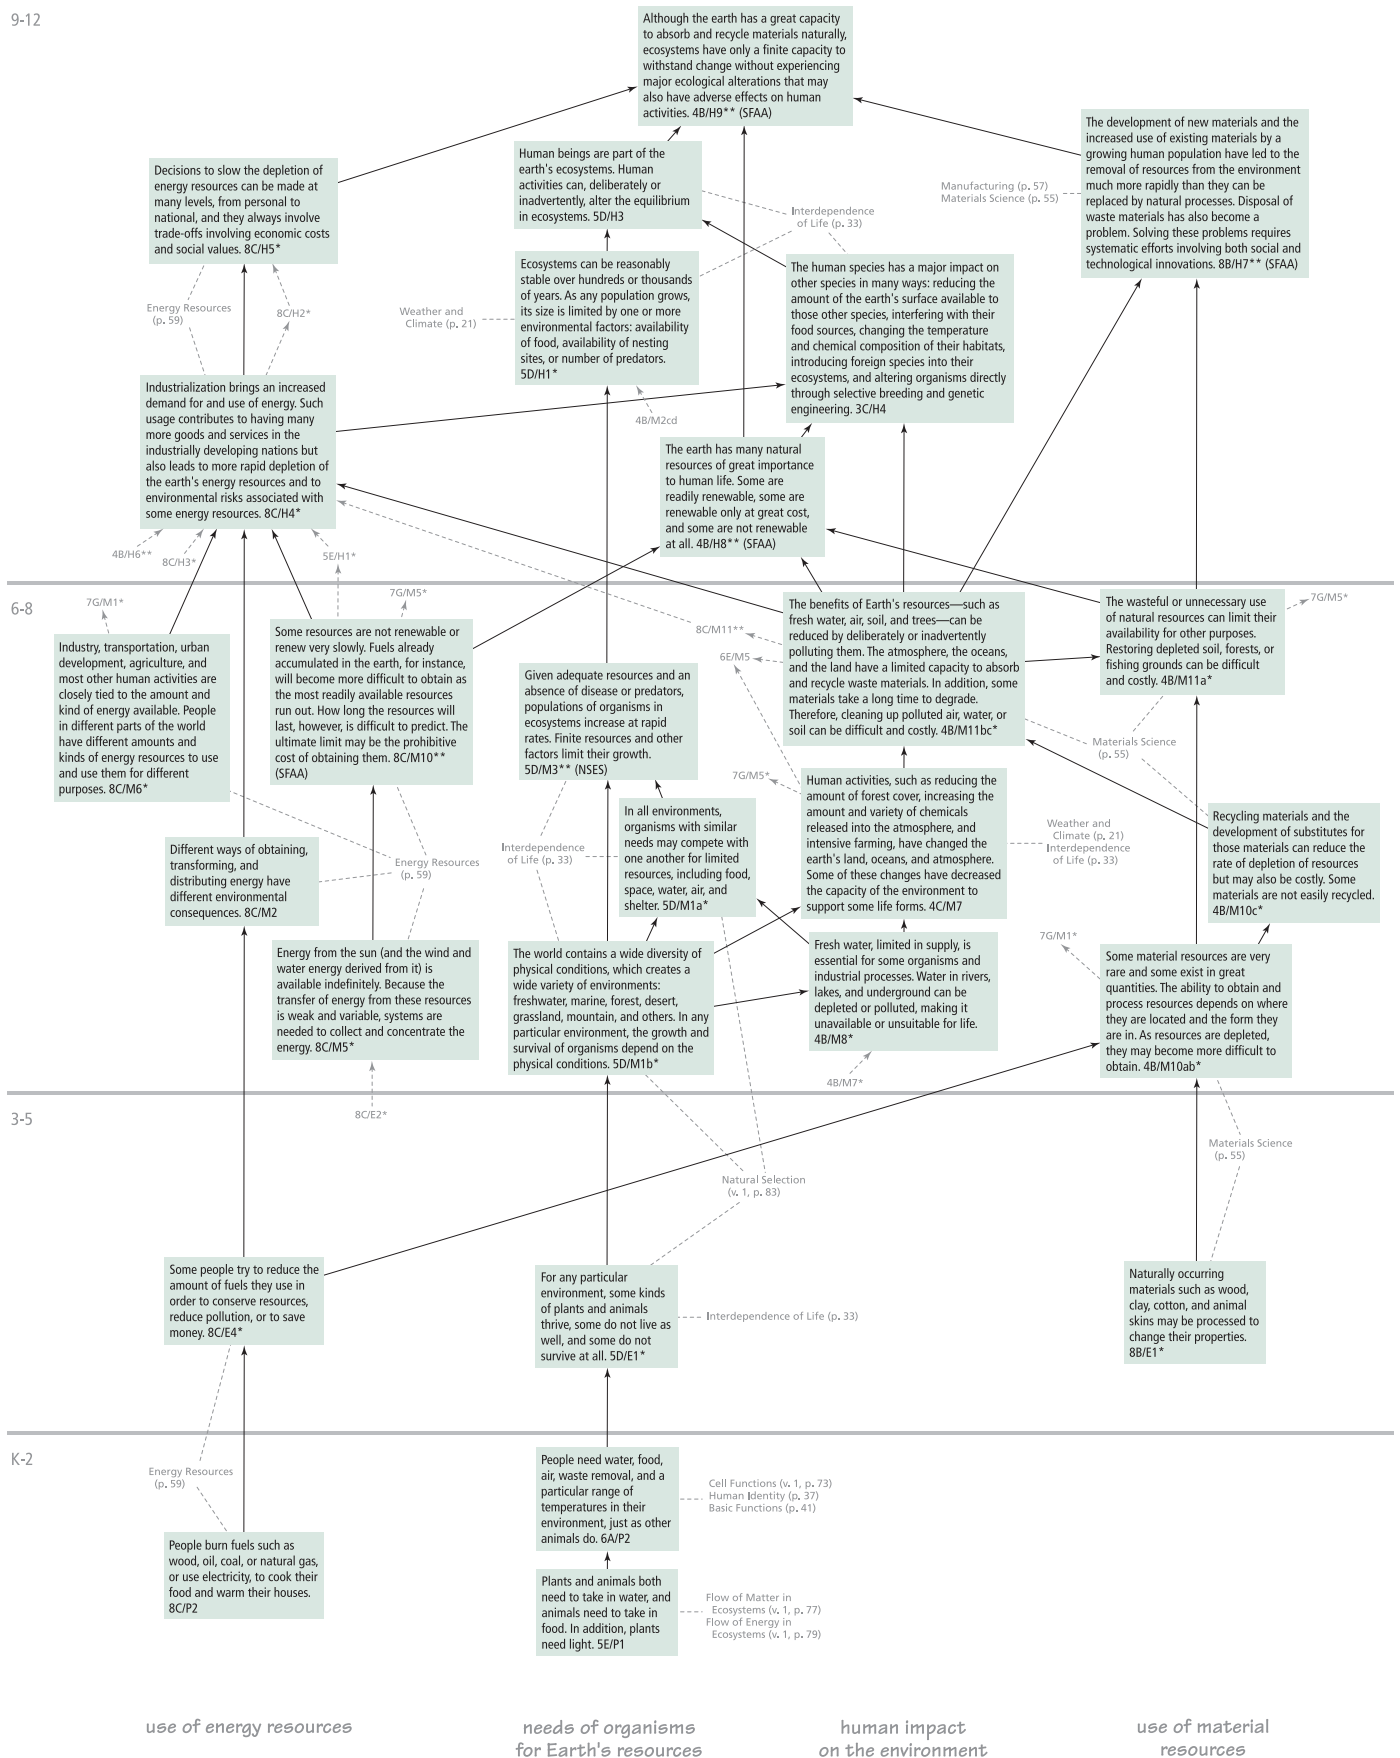 9-12
Although the earth has a great capacity
to absorb and recycle materials naturally,
ecosystems have only a finite capacity to
withstand change without experiencing
major ecological alterations that may
also have adverse effects on human
activities. 4B/H9** (SFAA)
The development of new materials and the
increased use of existing materials by a
growing human population have led to the
removal of resources from the environment
much more rapidly than they can be
replaced by natural processes. Disposal of
waste materials has also become a
problem. Solving these problems requires
systematic efforts involving both social and
technological innovations. 8B/H7** (SFAA)
Human beings are part of the
earth's ecosystems. Human
activities can, deliberately or
inadvertently, alter the equilibrium
in ecosystems. 5D/H3
Decisions to slow the depletion of
energy resources can be made at
many levels, from personal to
national, and they always involve
trade-offs involving economic costs
and social values. 8C/H5*
Manufacturing (p. 57)
Materials Science (p. 55)
Interdependence
of Life (p. 33)
Ecosystems can be reasonably
stable over hundreds or thousands
of years. As any population grows,
its size is limited by one or more
environmental factors: availability
of food, availability of nesting
sites, or number of predators.
5D/H1*
The human species has a major impact on
other species in many ways: reducing the
amount of the earth's surface available to
those other species, interfering with their
food sources, changing the temperature
and chemical composition of their habitats,
introducing foreign species into their
ecosystems, and altering organisms directly
through selective breeding and genetic
engineering. 3C/H4
Energy Resources
(p. 59)
8C/H2*
Weather and
Climate (p. 21)
Industrialization brings an increased
demand for and use of energy. Such
usage contributes to having many
more goods and services in the
industrially developing nations but
also leads to more rapid depletion of
the earth's energy resources and to
environmental risks associated with
some energy resources. 8C/H4*
4B/M2cd
The earth has many natural
resources of great importance
to human life. Some are
readily renewable, some are
renewable only at great cost,
and some are not renewable
at all. 4B/H8** (SFAA)
4B/H6**
8C/H3*
5E/H1*
6-8
7G/M1*
7G/M5*
Industry, transportation, urban
development, agriculture, and
most other human activities are
closely tied to the amount and
kind of energy available. People
in different parts of the world
have different amounts and
kinds of energy resources to use
and use them for different
purposes. 8C/M6*
Some resources are not renewable or
renew very slowly. Fuels already
accumulated in the earth, for instance,
will become more difficult to obtain as
the most readily available resources
run out. How long the resources will
last, however, is difficult to predict. The
ultimate limit may be the prohibitive
cost of obtaining them. 8C/M10**
(SFAA)
The benefits of Earth's resources—such as
fresh water, air, soil, and trees—can be
reduced by deliberately or inadvertently
polluting them. The atmosphere, the oceans,
and the land have a limited capacity to absorb
and recycle waste materials. In addition, some
materials take a long time to degrade.
Therefore, cleaning up polluted air, water, or
soil can be difficult and costly. 4B/M11bc*
The wasteful or unnecessary use
of natural resources can limit their
availability for other purposes.
Restoring depleted soil, forests, or
fishing grounds can be difficult
and costly. 4B/M11a*
7G/M5*
8C/M11**
6E/M5
Given adequate resources and an
absence of disease or predators,
populations of organisms in
ecosystems increase at rapid
rates. Finite resources and other
factors limit their growth.
5D/M3** (NSES)
Materials Science
(p. 55)
7G/M5*
Human activities, such as reducing the
amount of forest cover, increasing the
amount and variety of chemicals
released into the atmosphere, and
intensive farming, have changed the
earth's land, oceans, and atmosphere.
Some of these changes have decreased
the capacity of the environment to
support some life forms. 4C/M7
In all environments,
organisms with similar
needs may compete with
one another for limited
resources, including food,
space, water, air, and
shelter. 5D/M1a*
Recycling materials and the
development of substitutes for
those materials can reduce the
rate of depletion of resources
but may also be costly. Some
materials are not easily recycled.
4B/M10c*
Weather and
Climate (p. 21)
Interdependence
of Life (p. 33)
Interdependence
of Life (p. 33)
Different ways of obtaining,
transforming, and
distributing energy have
different environmental
consequences. 8C/M2
Energy Resources
(p. 59)
Energy from the sun (and the wind and
water energy derived from it) is
available indefinitely. Because the
transfer of energy from these resources
is weak and variable, systems are
needed to collect and concentrate the
energy. 8C/M5*
The world contains a wide diversity of
physical conditions, which creates a
wide variety of environments:
freshwater, marine, forest, desert,
grassland, mountain, and others. In any
particular environment, the growth and
survival of organisms depend on the
physical conditions. 5D/M1b*
Fresh water, limited in supply, is
essential for some organisms and
industrial processes. Water in rivers,
lakes, and underground can be
depleted or polluted, making it
unavailable or unsuitable for life.
4B/M8*
7G/M1*
Some material resources are very
rare and some exist in great
quantities. The ability to obtain and
process resources depends on where
they are located and the form they
are in. As resources are depleted,
they may become more difficult to
obtain. 4B/M10ab*
4B/M7*
3-5
8C/E2*
Materials Science
(p. 55)
Natural Selection
(v. 1, p. 83)
Some people try to reduce the
amount of fuels they use in
order to conserve resources,
reduce pollution, or to save
money. 8C/E4*
For any particular
environment, some kinds
of plants and animals
thrive, some do not live as
well, and some do not
survive at all. 5D/E1*
Interdependence of Life (p. 33)
Naturally occurring
materials such as wood,
clay, cotton, and animal
skins may be processed to
change their properties.
8B/E1*
K-2
Energy Resources
(p. 59)
People need water, food,
air, waste removal, and a
particular range of
temperatures in their
environment, just as other
animals do. 6A/P2
Cell Functions (v. 1, p. 73)
Human Identity (p. 37)
Basic Functions (p. 41)
People burn fuels such as
wood, oil, coal, or natural gas,
or use electricity, to cook their
food and warm their houses.
8C/P2
Plants and animals both
need to take in water, and
animals need to take in
food. In addition, plants
need light. 5E/P1
Flow of Matter in
Ecosystems (v. 1, p. 77)
Flow of Energy in
Ecosystems (v. 1, p. 79)
use of energy resources
needs of organisms
for Earth's resources
human impact
on the environment
use of material
resources